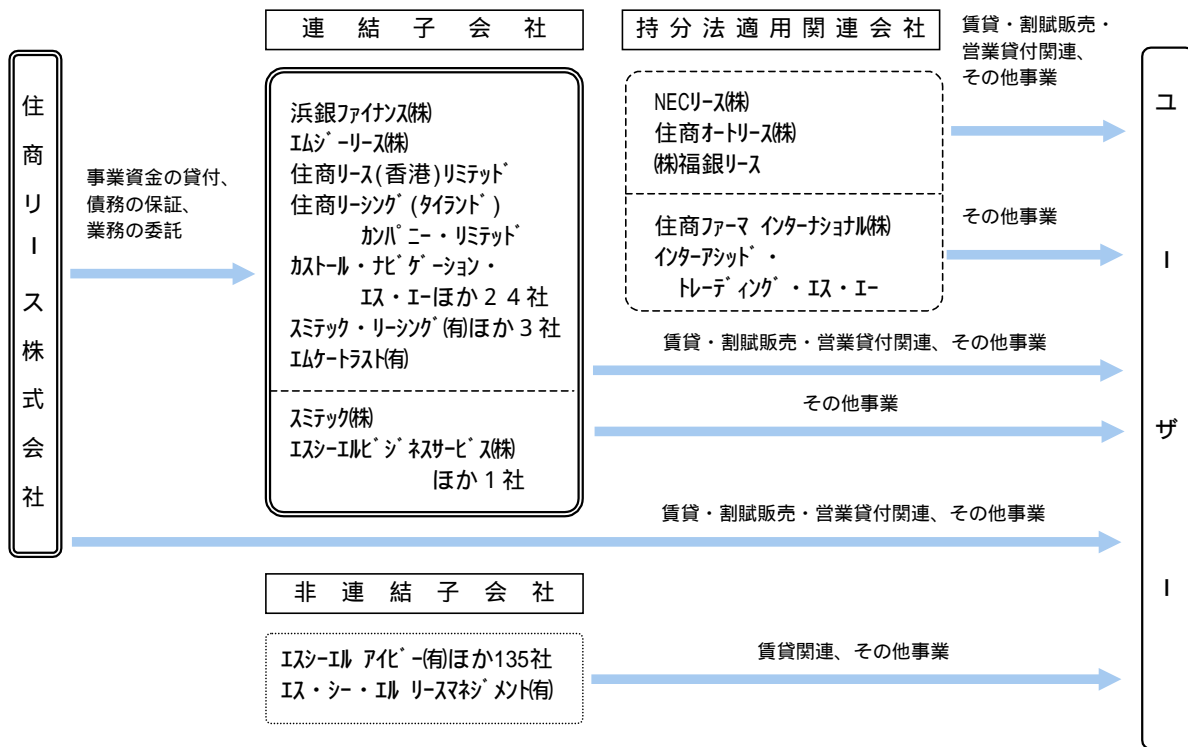 住商リース株式会社
事業資金の貸付、
債務の保証、
業務の委託
連結子会社
浜銀ファイナンス㈱
エムジーリース㈱
住商リース(香港)リミテッド
住商リーシング(タイランド)
カンパニー・リミテッド
カストール・ナビゲーション・
エス・エーほか24社
スミテック・リーシング㈲ほか3社
エムケートラスト㈲
スミテック㈱
エスシーエルビジネスサービス㈱
ほか1社
持分法適用関連会社
NECリース㈱
住商オートリース㈱
㈱福銀リース
住商ファーマ インターナショナル㈱
インターアシッド・
トレーディング・エス・エー
賃貸・割賦販売・
営業貸付関連、
その他事業
その他事業
賃貸・割賦販売・営業貸付関連、その他事業
その他事業
賃貸・割賦販売・営業貸付関連、その他事業
非連結子会社
エスシーエル アイビー㈲ほか135社
エス・シー・エル リースマネジメント㈲
賃貸関連、その他事業
ユーザー